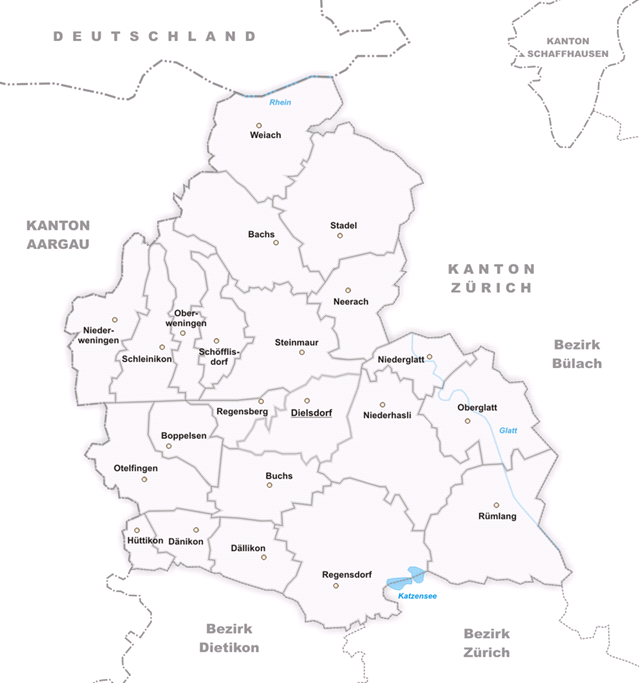 DEUTSCHLAND
KANTON
SCHAFFHAUSEN
Rhein
Weiach
KANTON
AARGAU
Bachs
Stadel
KANTON
ZÜRICH
Neerach
Nieder-
weningen
Schleinikon
Ober-
weningen
Schöfflis-
dorf
Steinmaur
Niederglatt
Bezirk
Bülach
Regensberg
Dielsdorf
Niederhasli
Oberglatt
Glatt
Boppelsen
Otelfingen
Buchs
Rümlang
Hüttikon
Dänikon
Dällikon
Regensdorf
Katzensee
Bezirk
Dietikon
Bezirk
Zürich